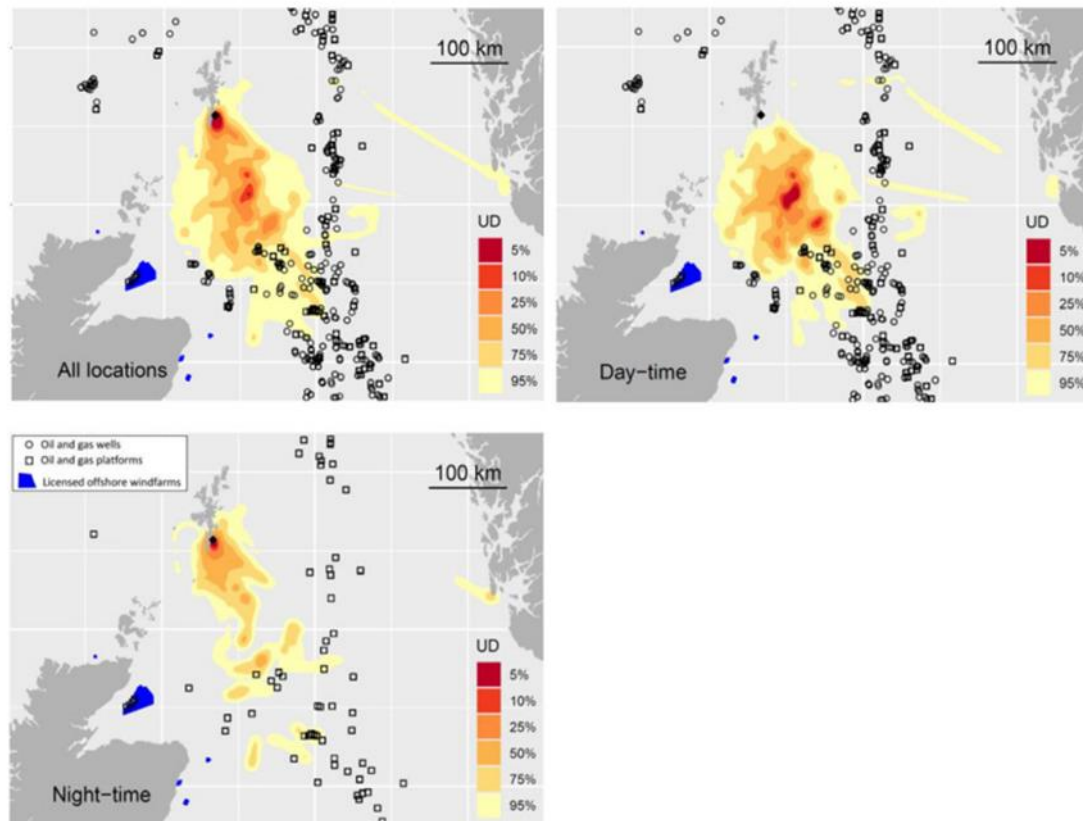 100 km
UD
5%
10%
25%
50%
75%
95%
All locations
100 km
UD
5%
10%
25%
50%
75%
95%
Day-time
Oil and gas wells
Oil and gas platforms
Licensed offshore windfarms
100 km
UD
5%
10%
25%
50%
75%
95%
Night-time